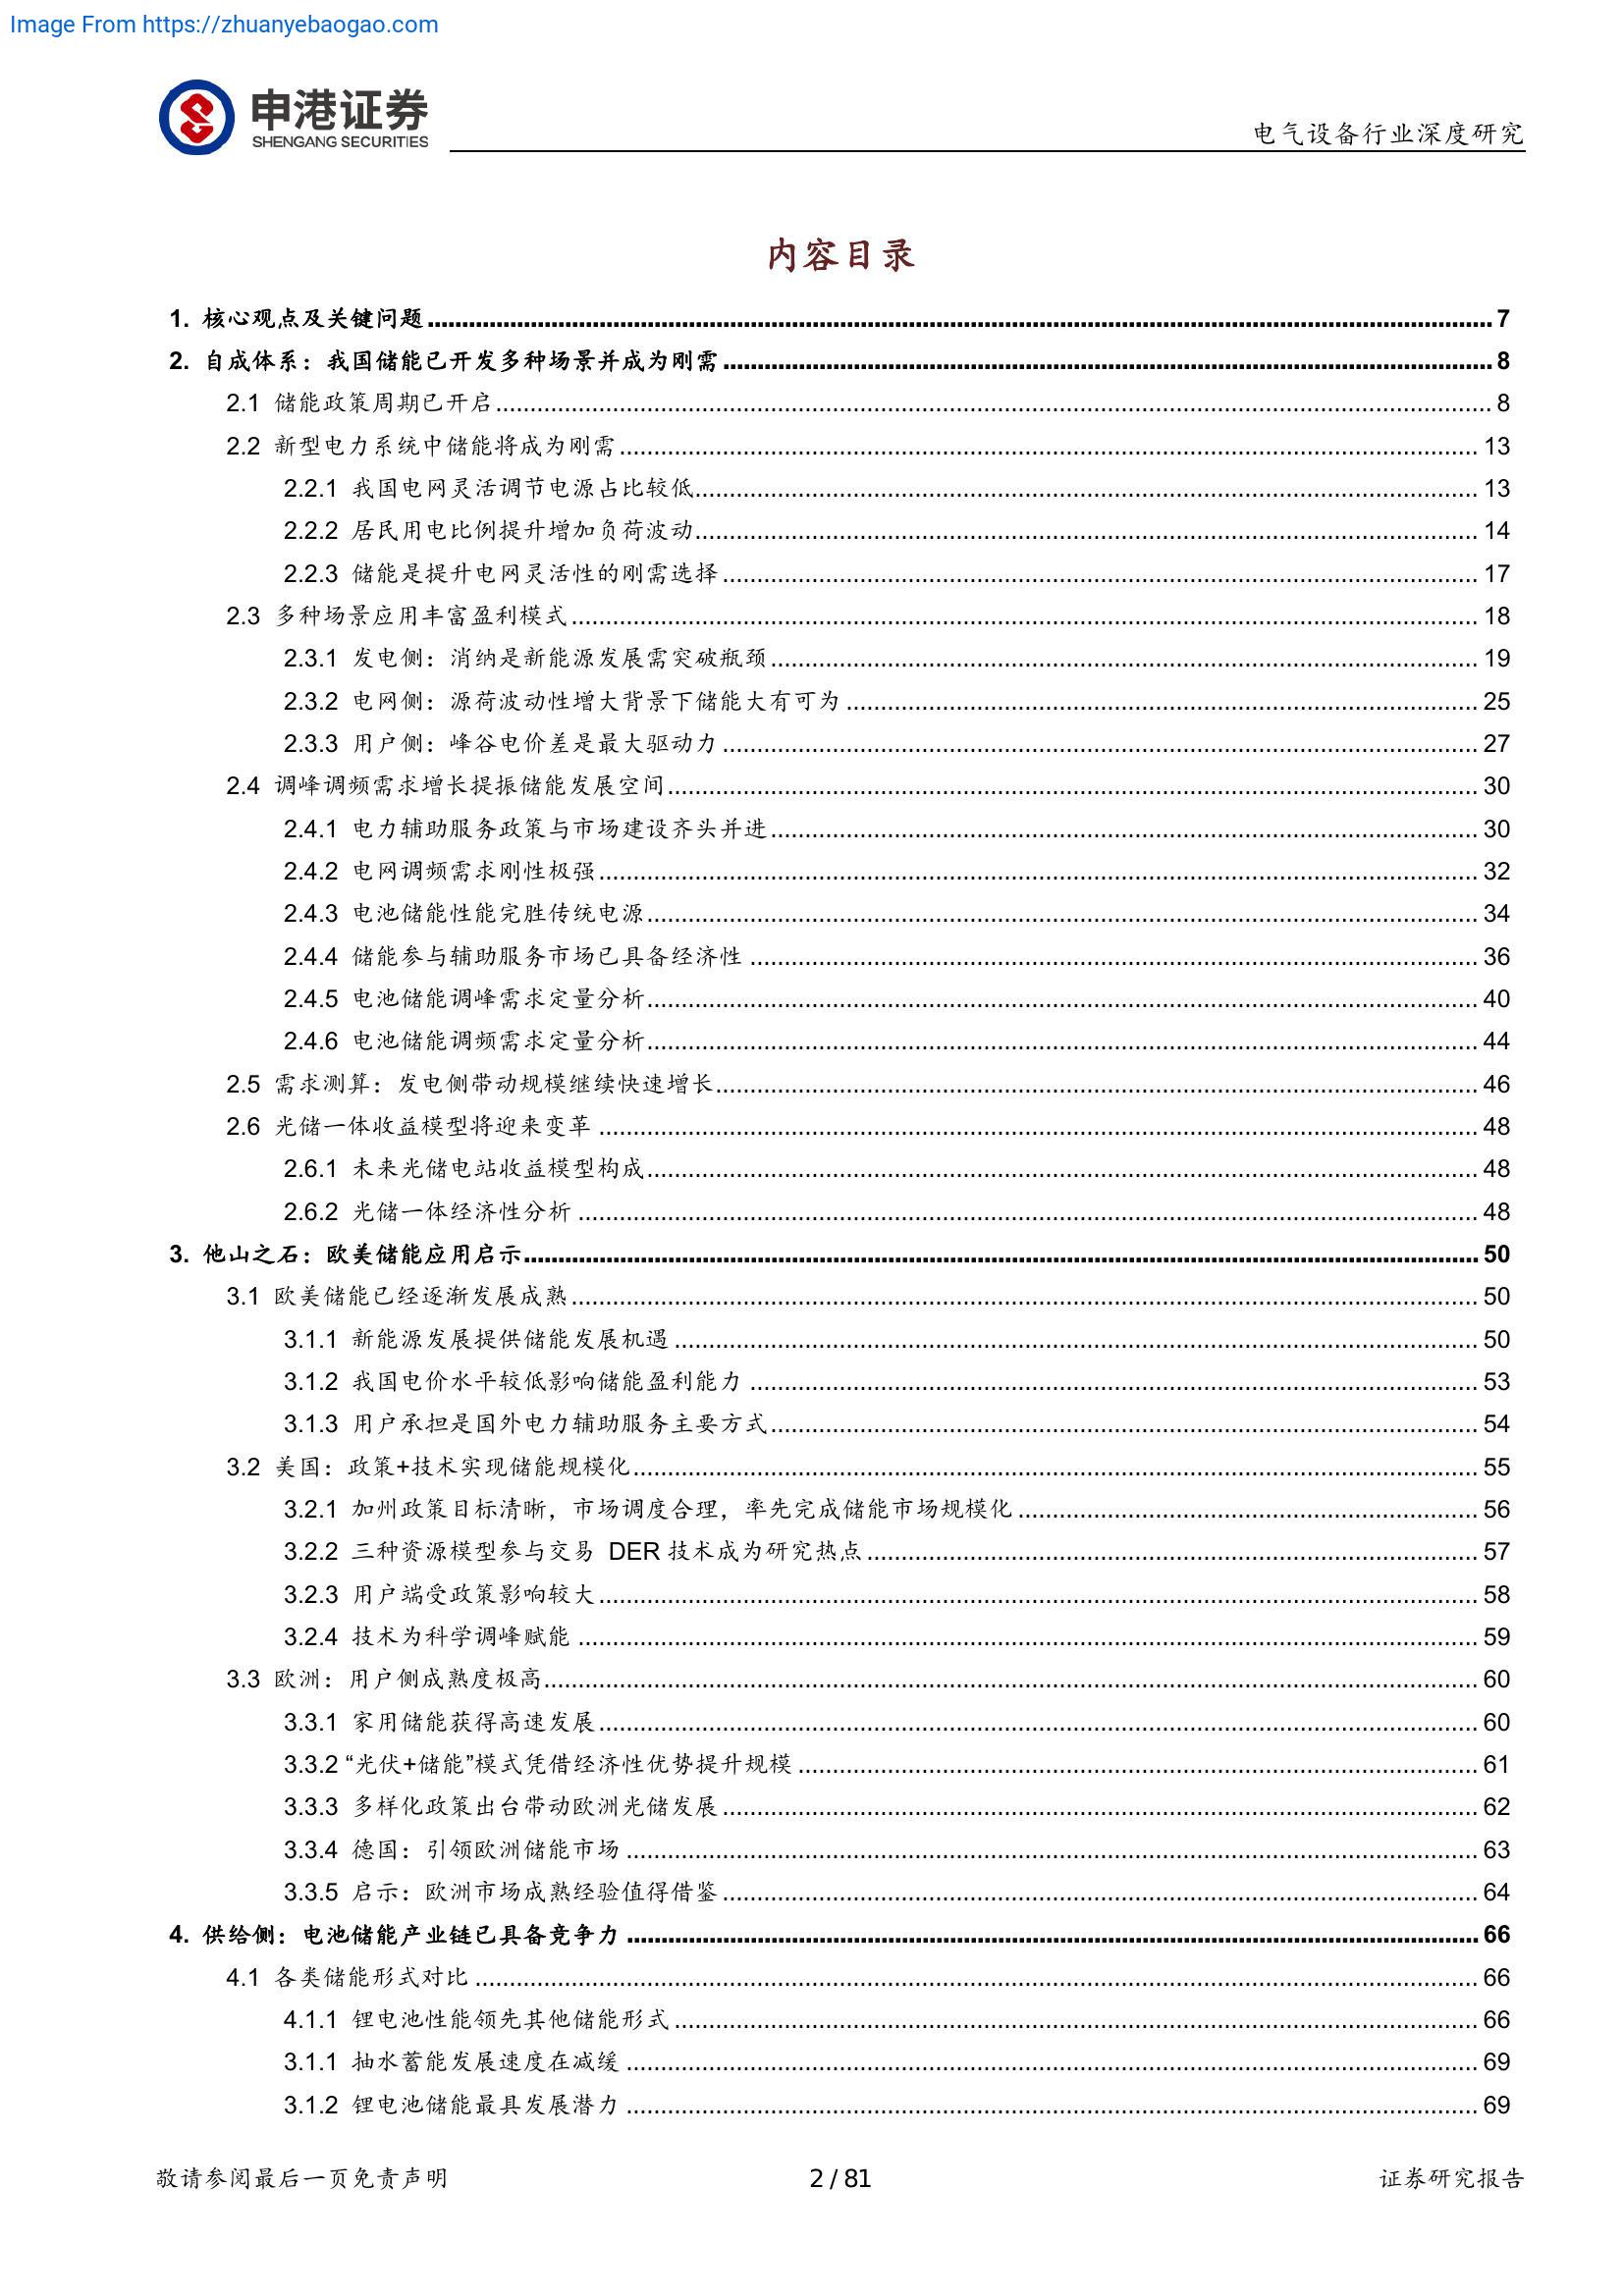 Image From https://zhuanyebaogao.com
申港证券
SHENGANG SECURITIES
电气设备行业深度研究
内容目录
1. 核心观点及关键问题 7
2. 自成体系：我国储能已开发多种场景并成为刚需 8
2.1 储能政策周期已开启 8
2.2 新型电力系统中储能将成为刚需 13
2.2.1 我国电网灵活调节电源占比较低 13
2.2.2 居民用电比例提升增加负荷波动 14
2.2.3 储能是提升电网灵活性的刚需选择 17
2.3 多种场景应用丰富盈利模式 18
2.3.1 发电侧：消纳是新能源发展需突破瓶颈 19
2.3.2 电网侧：源荷波动性增大背景下储能大有可为 25
2.3.3 用户侧：峰谷电价差是最大驱动力 27
2.4 调峰调频需求增长提振储能发展空间 30
2.4.1 电力辅助服务政策与市场建设齐头并进 30
2.4.2 电网调频需求刚性极强 32
2.4.3 电池储能性能完胜传统电源 34
2.4.4 储能参与辅助服务市场已具备经济性 36
2.4.5 电池储能调峰需求定量分析 40
2.4.6 电池储能调频需求定量分析 44
2.5 需求测算：发电侧带动规模继续快速增长 46
2.6 光储一体收益模型将迎来变革 48
2.6.1 未来光储电站收益模型构成 48
2.6.2 光储一体经济性分析 48
3. 他山之石：欧美储能应用启示 50
3.1 欧美储能已经逐渐发展成熟 50
3.1.1 新能源发展提供储能发展机遇 50
3.1.2 我国电价水平较低影响储能盈利能力 53
3.1.3 用户承担是国外电力辅助服务主要方式 54
3.2 美国：政策+技术实现储能规模化 55
3.2.1 加州政策目标清晰，市场调度合理，率先完成储能市场规模化 56
3.2.2 三种资源模型参与交易 DER 技术成为研究热点 57
3.2.3 用户端受政策影响较大 58
3.2.4 技术为科学调峰赋能 59
3.3 欧洲：用户侧成熟度极高 60
3.3.1 家用储能获得高速发展 60
3.3.2 “光伏+储能”模式凭借经济性优势提升规模 61
3.3.3 多样化政策出台带动欧洲光储发展 62
3.3.4 德国：引领欧洲储能市场 63
3.3.5 启示：欧洲市场成熟经验值得借鉴 64
4. 供给侧：电池储能产业链已具备竞争力 66
4.1 各类储能形式对比 66
4.1.1 锂电池性能领先其他储能形式 66
3.1.1 抽水蓄能发展速度在减缓 69
3.1.2 锂电池储能最具发展潜力 69
敬请参阅最后一页免责声明
2 / 81
证券研究报告